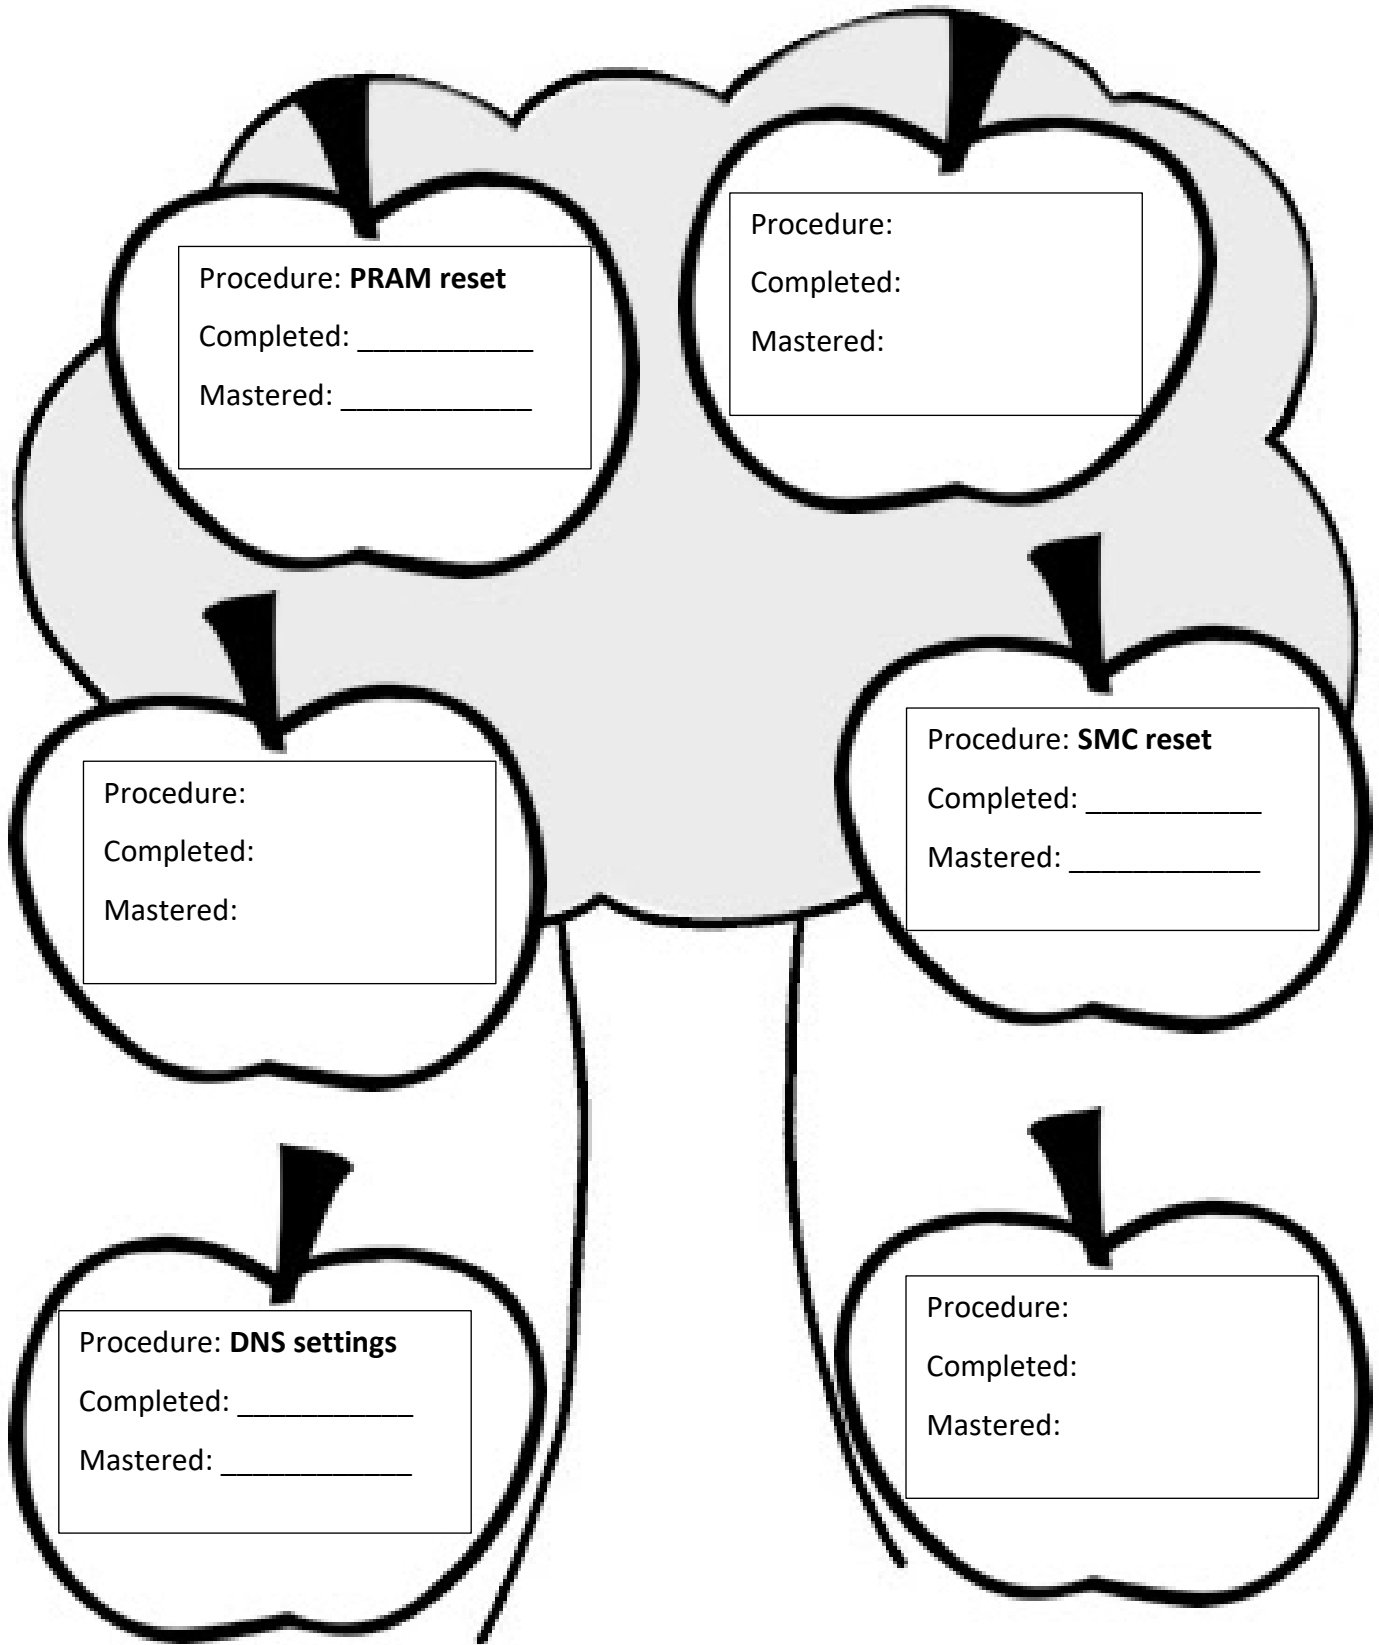 Procedure: PRAM reset
Completed: ___________
Mastered: ____________
Procedure:
Completed:
Mastered:
Procedure:
Completed:
Mastered:
Procedure: SMC reset
Completed: ___________
Mastered: ____________
Procedure: DNS settings
Completed: ___________
Mastered: ____________
Procedure:
Completed:
Mastered: